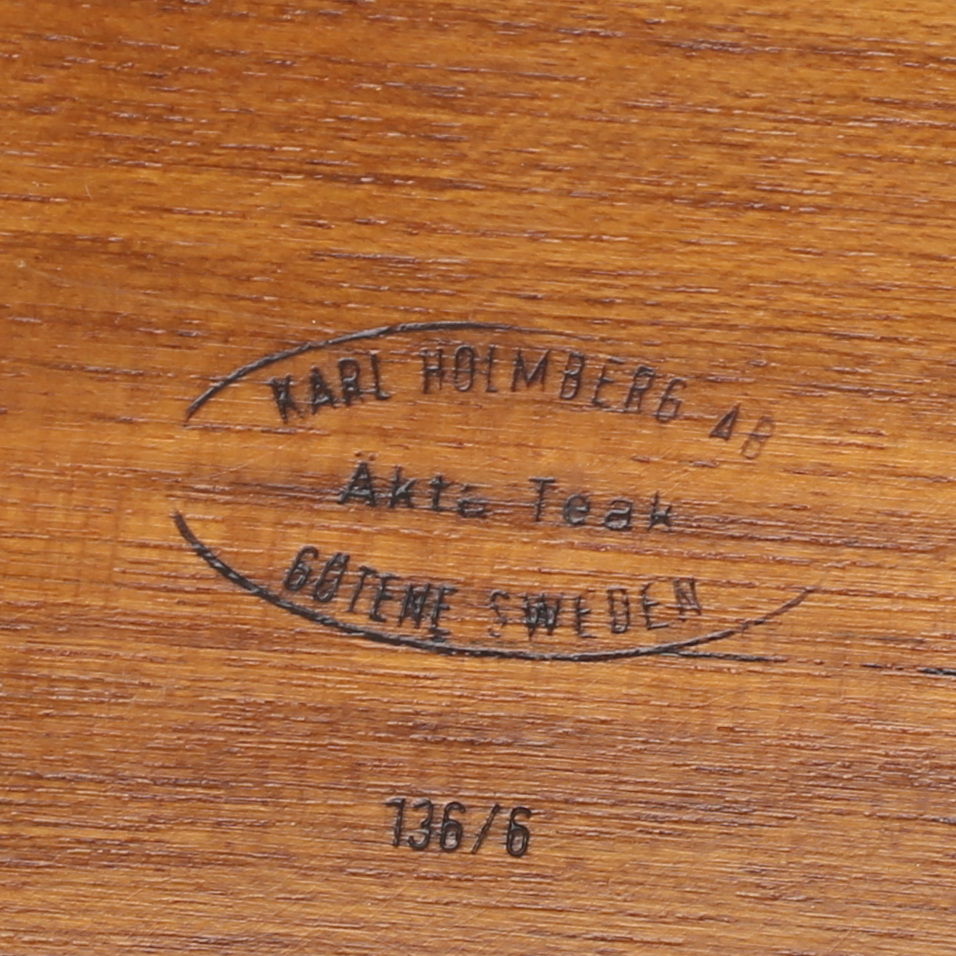 KARL HOLMBERG AB
Äkta Teak
GÖTENE SWEDEN
136/6